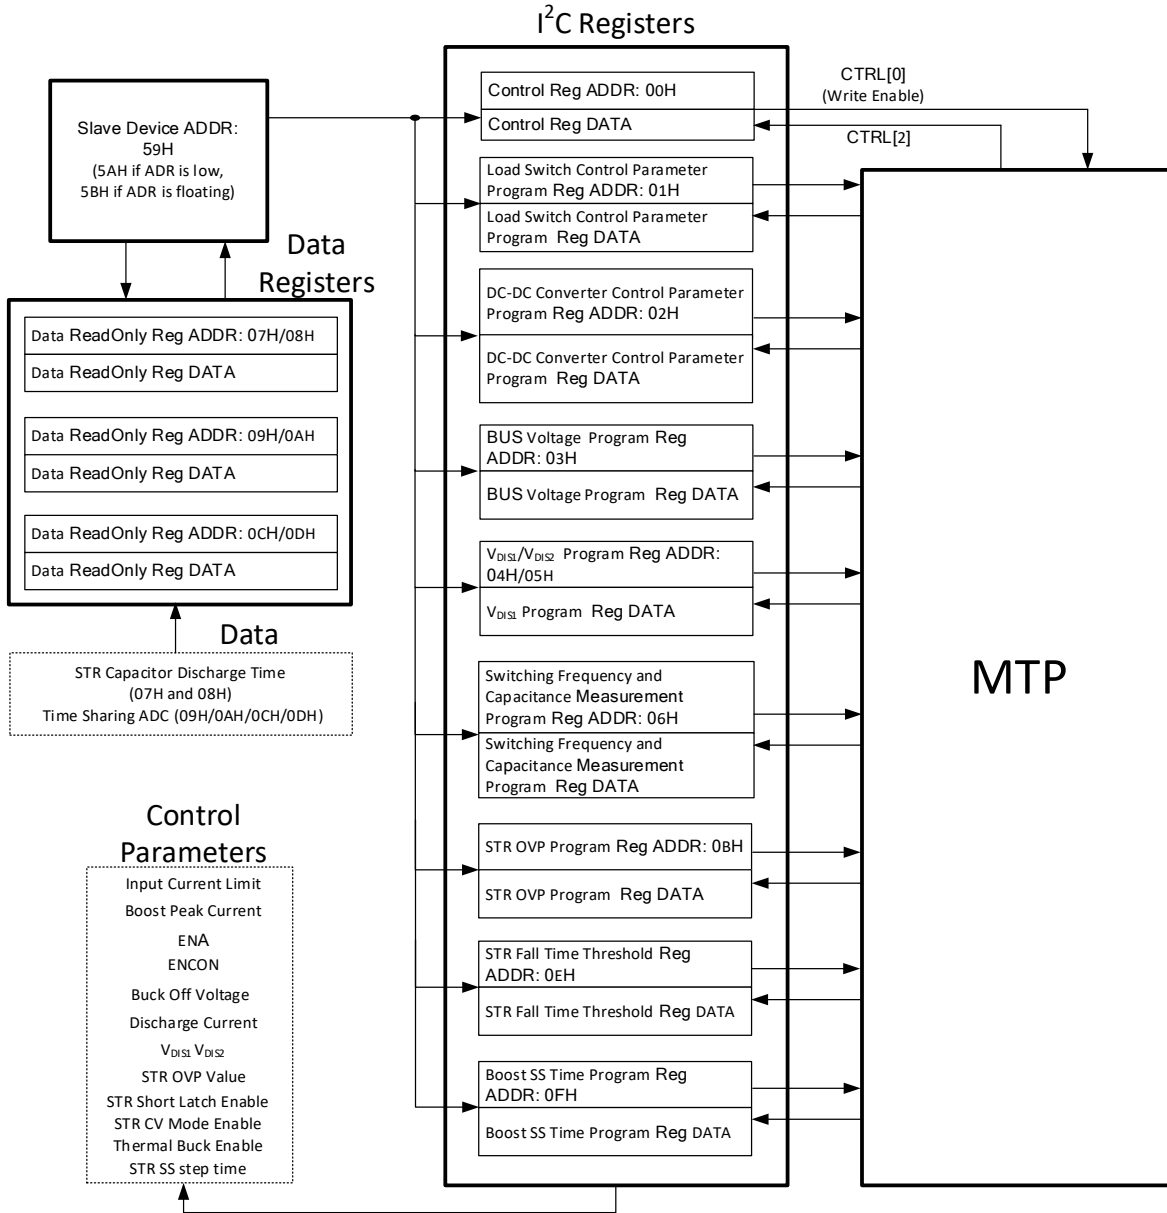 I²C Registers
Slave Device ADDR:
59H
(5AH if ADR is low,
5BH if ADR is floating)
Data
Registers
Data ReadOnly Reg ADDR: 07H/08H
Data ReadOnly Reg DATA
Data ReadOnly Reg ADDR: 09H/0AH
Data ReadOnly Reg DATA
Data ReadOnly Reg ADDR: 0CH/0DH
Data ReadOnly Reg DATA
Data
STR Capacitor Discharge Time
(07H and 08H)
Time Sharing ADC (09H/0AH/0CH/0DH)
Control
Parameters
Input Current Limit
Boost Peak Current
ENA
ENCON
Buck Off Voltage
Discharge Current
VDIS1 VDIS2
STR OVP Value
STR Short Latch Enable
STR CV Mode Enable
Thermal Buck Enable
STR SS step time
Control Reg ADDR: 00H
Control Reg DATA
Load Switch Control Parameter
Program Reg ADDR: 01H
Load Switch Control Parameter
Program Reg DATA
DC-DC Converter Control Parameter
Program Reg ADDR: 02H
DC-DC Converter Control Parameter
Program Reg DATA
BUS Voltage Program Reg
ADDR: 03H
BUS Voltage Program Reg DATA
VDIS1/VDIS2 Program Reg ADDR:
04H/05H
VDIS1 Program Reg DATA
Switching Frequency and
Capacitance Measurement
Program Reg ADDR: 06H
Switching Frequency and
Capacitance Measurement
Program Reg DATA
STR OVP Program Reg ADDR: 0BH
STR OVP Program Reg DATA
STR Fall Time Threshold Reg
ADDR: 0EH
STR Fall Time Threshold Reg DATA
Boost SS Time Program Reg
ADDR: 0FH
Boost SS Time Program Reg DATA
CTRL[0]
(Write Enable)
CTRL[2]
MTP